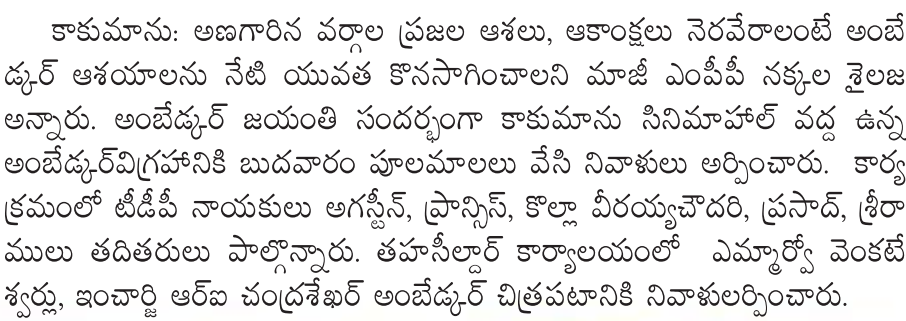 కాకుమాను: అణగారిన వర్గాల ప్రజల ఆశలు, ఆకాంక్షలు నెరవేరాలంటే అంబే
డ్కర్ ఆశయాలను నేటి యువత కొనసాగించాలని మాజీ ఎంపీపీ నక్కల శైలజ
అన్నారు. అంబేడ్కర్ జయంతి సందర్భంగా కాకుమాను సినిమాహాల్ వద్ద ఉన్న
అంబేడ్కర్‌విగ్రహానికి బుదవారం పూలమాలలు వేసి నివాళులు అర్పించారు. కార్య
క్రమంలో టీడీపీ నాయకులు అగస్టీన్, ప్రాన్సిస్, కొల్లా వీరయ్యచౌదరి, ప్రసాద్, శ్రీరా
ములు తదితరులు పాల్గొన్నారు. తహసీల్దార్ కార్యాలయంలో ఎమ్మార్వో వెంకటే
శ్వర్లు, ఇంచార్జి ఆర్ఐ చంద్రశేఖర్ అంబేడ్కర్ చిత్రపటానికి నివాళులర్పించారు.